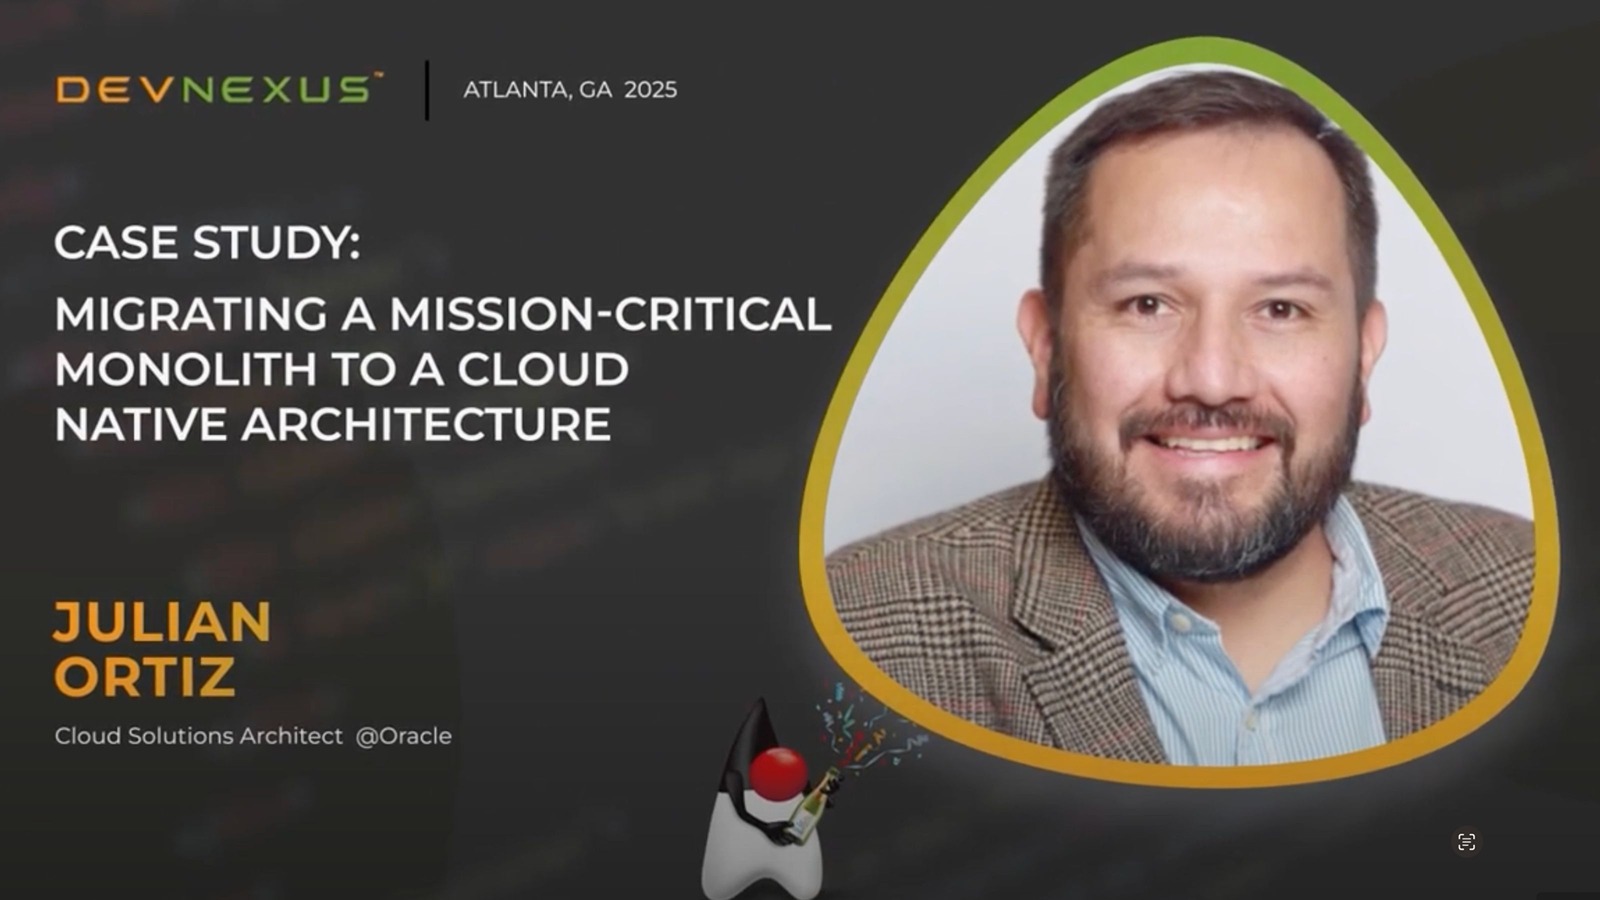 DEVNEXUS™
ATLANTA, GA 2025
CASE STUDY:
MIGRATING A MISSION-CRITICAL
MONOLITH TO A CLOUD
NATIVE ARCHITECTURE
JULIAN
ORTIZ
Cloud Solutions Architect @Oracle